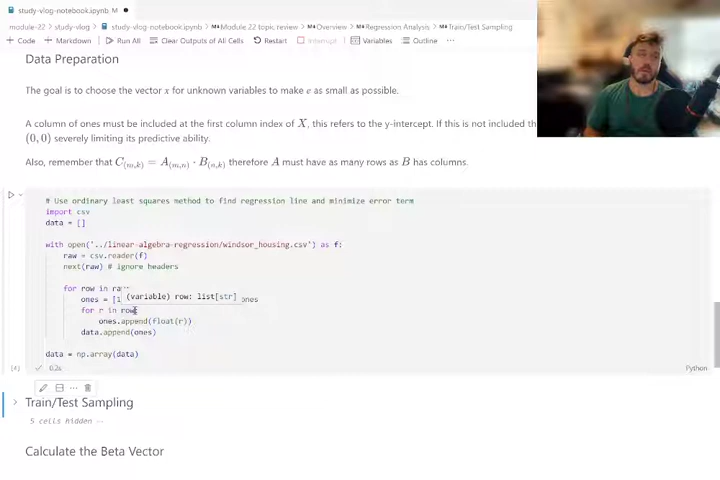 study-vlog-notebook.ipynb M
module-22 > study-vlog > study-vlog-notebook.ipynb > M↓Module 22 topic review > M↓Overview > M↓Regression Analysis > M↓Train/Test Sampling
+ Code + Markdown Run All Clear Outputs of All Cells Restart Interrupt Variables Outline ...
Data Preparation
The goal is to choose the vector x for unknown variables to make e as small as possible.
A column of ones must be included at the first column index of X, this refers to the y-intercept. If this is not included th
(0, 0) severely limiting its predictive ability.
Also, remember that C(m,k) = A(m,n) · B(n,k) therefore A must have as many rows as B has columns.
# Use ordinary least squares method to find regression line and minimize error term
import csv
data = []
with open('../linear-algebra-regression/windsor_housing.csv') as f:
raw = csv.reader(f)
next(raw) # ignore headers
for row in raw:
(variable) row: list[str]
ones = [1 ones
for r in row:
ones.append(float(r))
data.append(ones)
data = np.array(data)
[4] 0.2s Python
Train/Test Sampling
5 cells hidden --
Calculate the Beta Vector